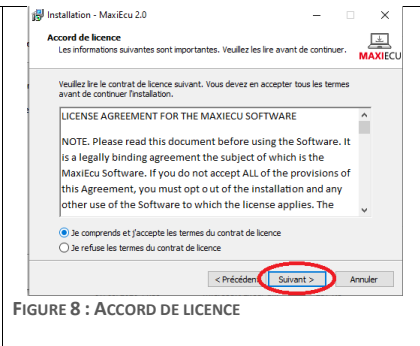 Installation - MaxiEcu 2.0
Accord de licence
Les informations suivantes sont importantes. Veuillez les lire avant de continuer.
MAXIECU
Veuillez lire le contrat de licence suivant. Vous devez en accepter tous les termes
avant de continuer l'installation.
LICENSE AGREEMENT FOR THE MAXIECU SOFTWARE
NOTE. Please read this document before using the Software. It
is a legally binding agreement the subject of which is the
MaxiEcu Software. If you do not accept ALL of the provisions of
this Agreement, you must opt out of the installation and any
other use of the Software to which the license applies. The
Je comprends et j'accepte les termes du contrat de licence
Je refuse les termes du contrat de licence
< Précédent Suivant > Annuler
FIGURE 8 : ACCORD DE LICENCE